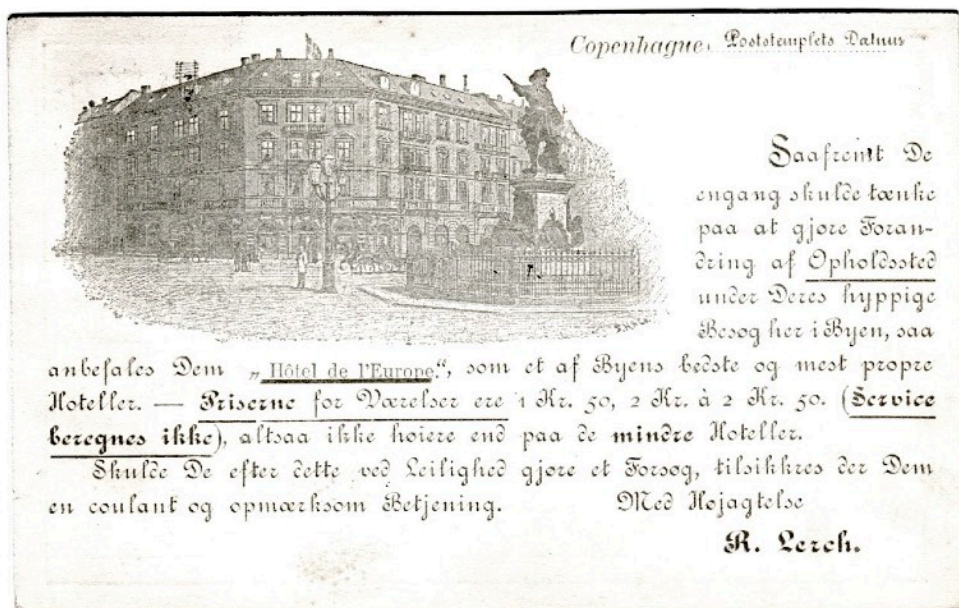 Copenhague, Poststemplets Datum
Saafremt De
engang skulde tænke
paa at gjøre Foran-
dring af Opholdssted
under Deres hyppige
Besøg her i Byen, saa
anbefales Dem „Hôtel de l'Europe“, som et af Byens bedste og mest propre
Hoteller. — Priserne for Værelser ere 1 Kr. 50, 2 Kr. à 2 Kr. 50. (Service
beregnes ikke), altsaa ikke høiere end paa de mindre Hoteller.
Skulde De efter dette ved Leilighed gjøre et Forsøg, tilsikkres der Dem
en coulant og opmærksom Betjening. Med Højagtelse
R. Lerch.